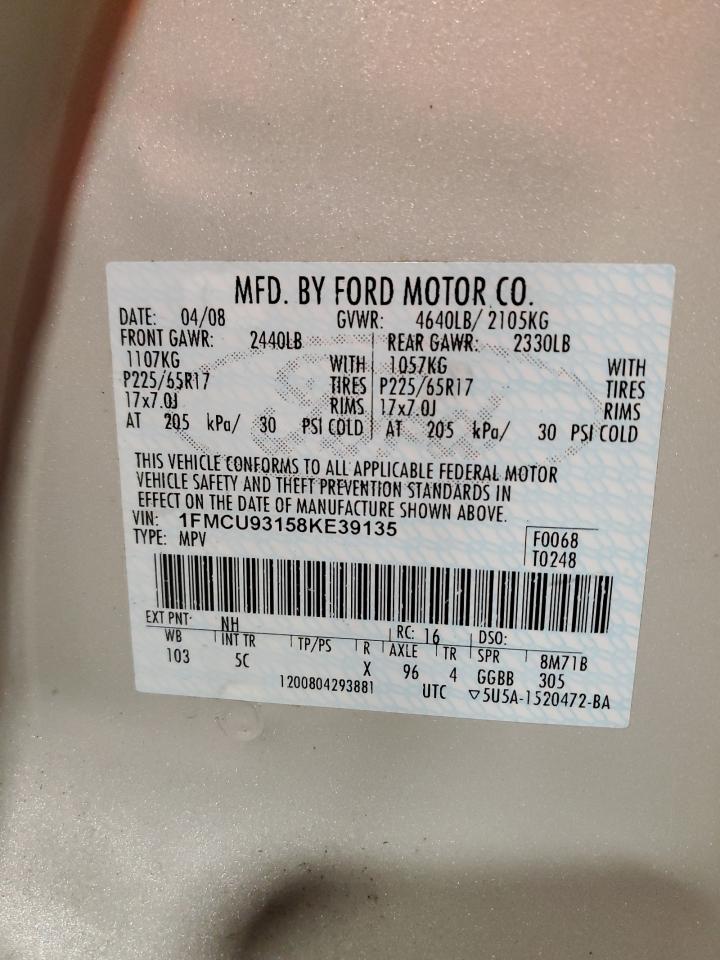 MFD. BY FORD MOTOR CO.
DATE: 04/08 GVWR: 4640LB/ 2105KG
FRONT GAWR: 2440LB REAR GAWR: 2330LB
1107KG WITH 1057KG WITH
P225/65R17 TIRES P225/65R17 TIRES
17x7.0J RIMS 17x7.0J RIMS
AT 205 kPa/ 30 PSI COLD AT 205 kPa/ 30 PSI COLD
THIS VEHICLE CONFORMS TO ALL APPLICABLE FEDERAL MOTOR
VEHICLE SAFETY AND THEFT PREVENTION STANDARDS IN
EFFECT ON THE DATE OF MANUFACTURE SHOWN ABOVE.
VIN: 1FMCU93158KE39135
TYPE: MPV F0068
T0248
EXT PNT: NH RC: 16 DSO:
WB INT TR TP/PS R AXLE TR SPR 8M71B
103 5C X 96 4 GGBB 305
1200804293881 UTC ▽5U5A-1520472-BA